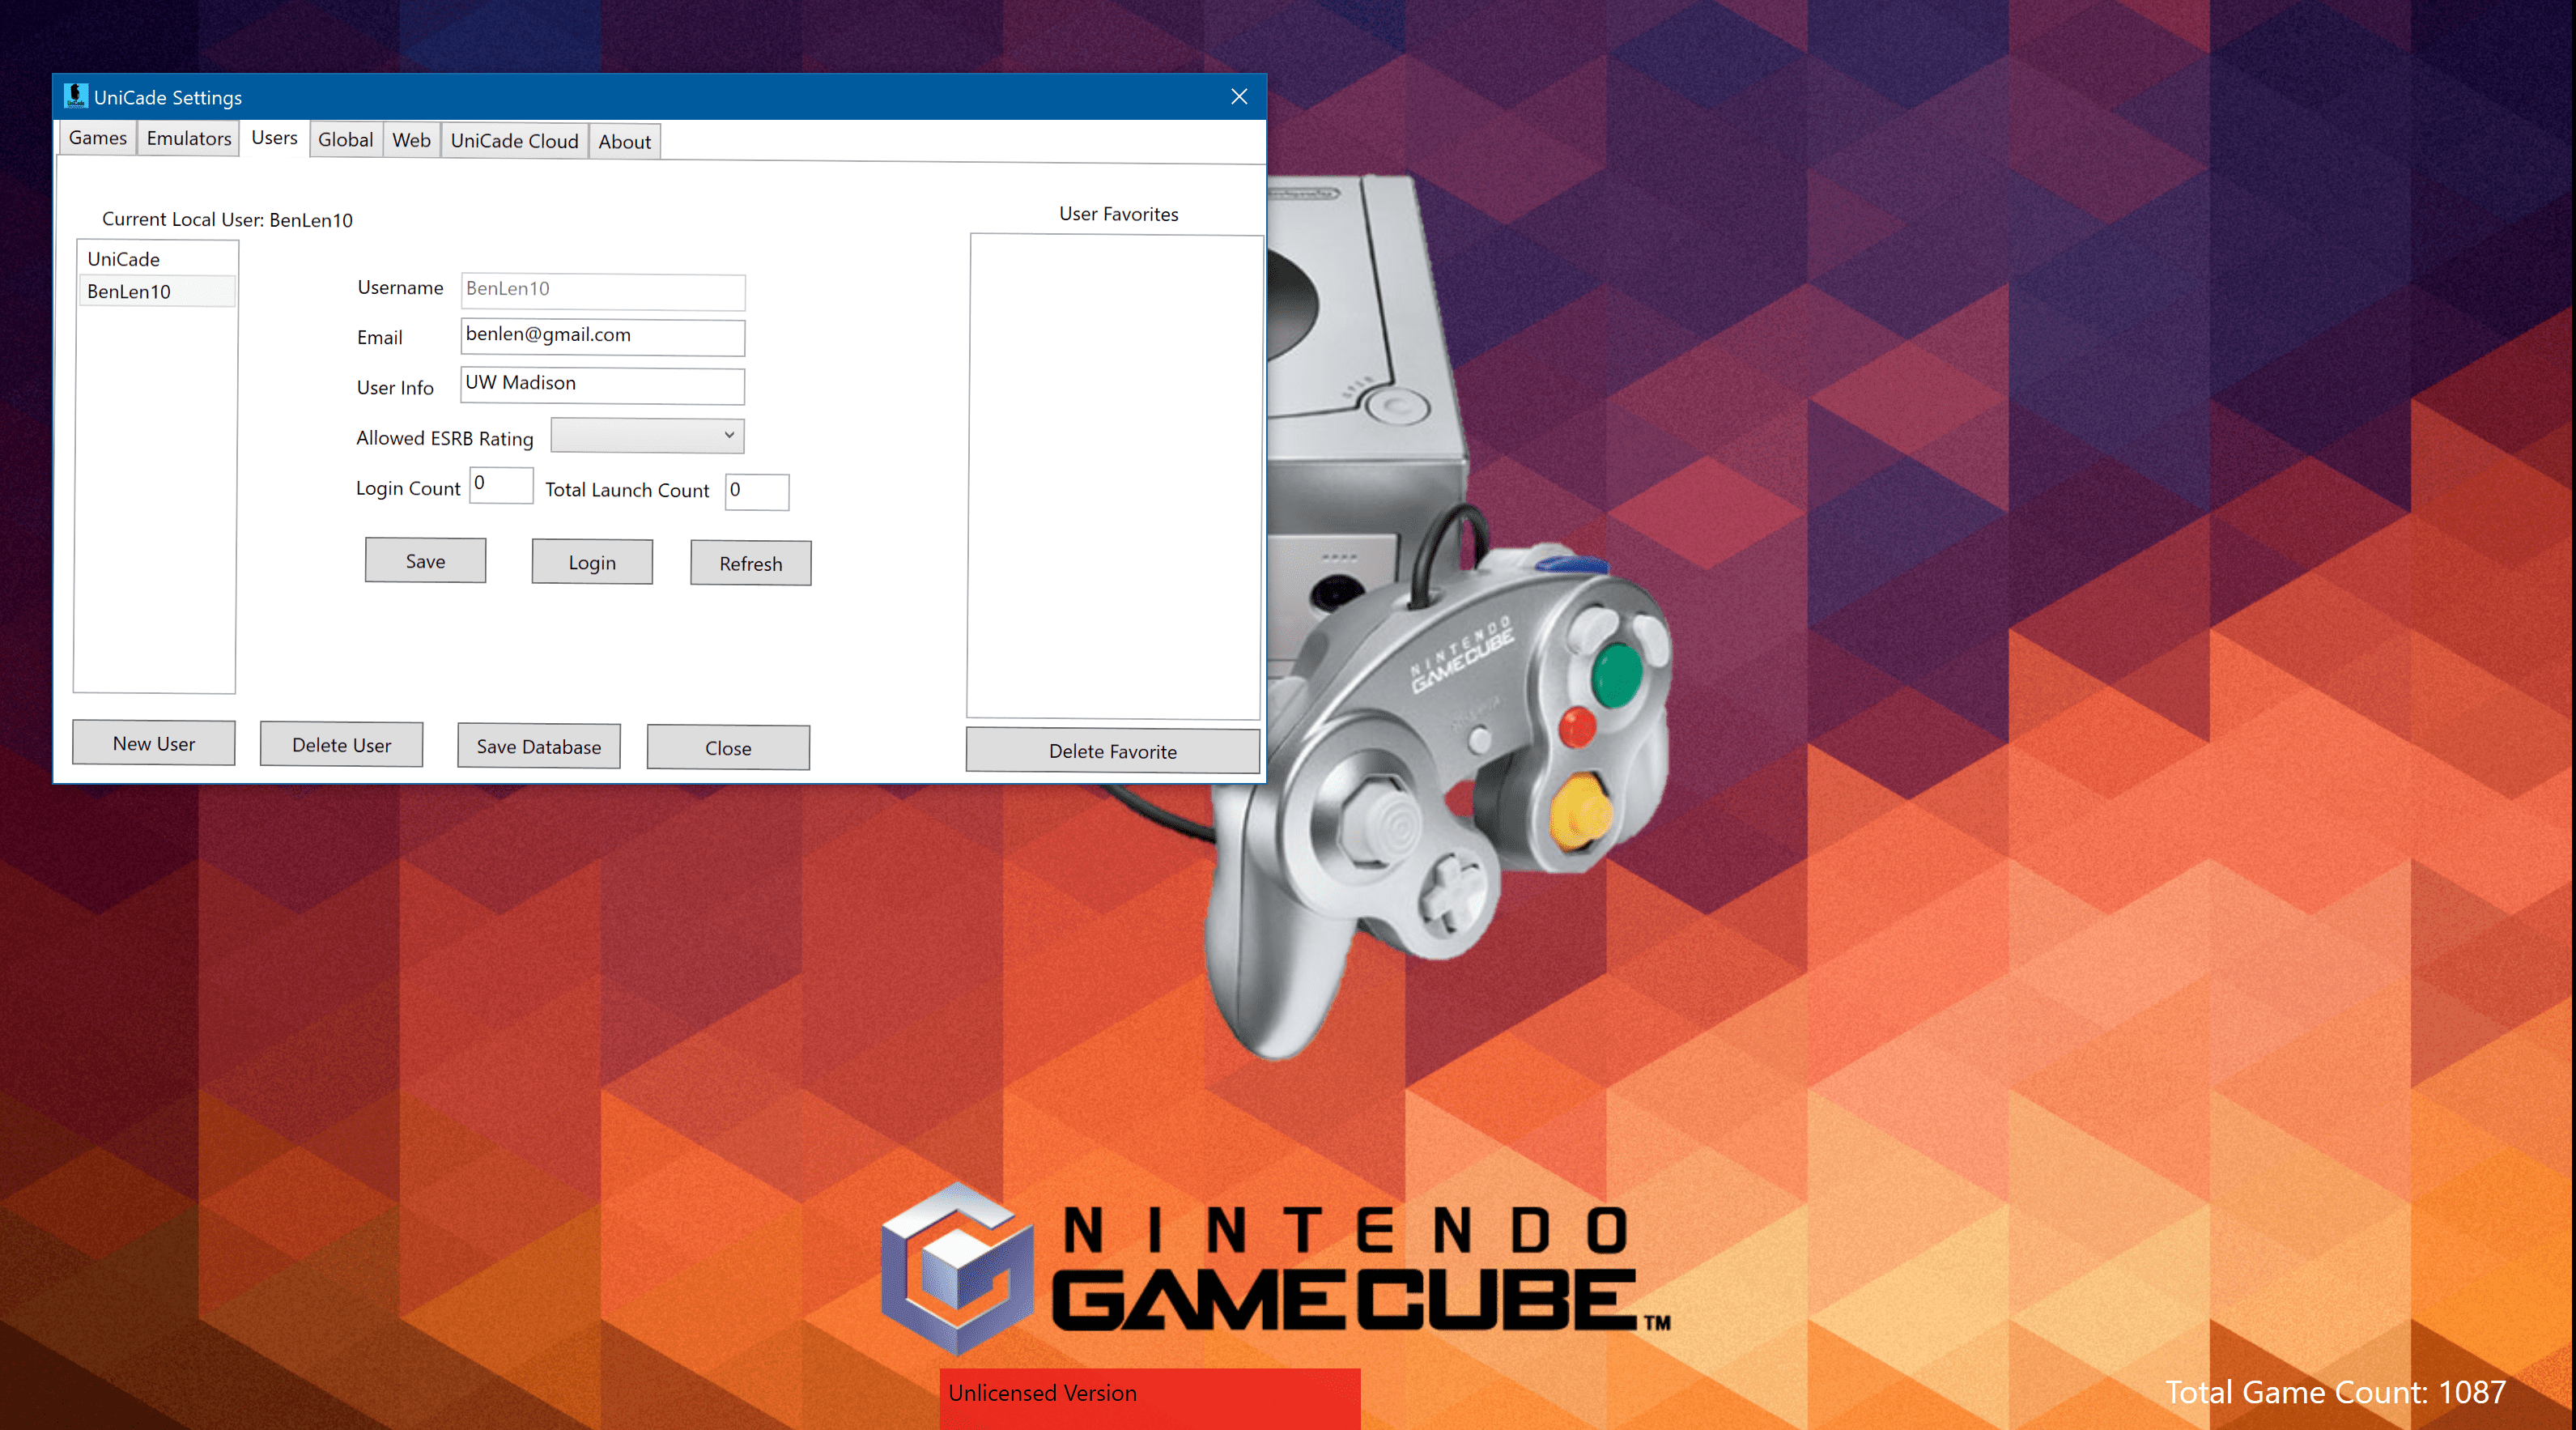 UniCade Settings
Games Emulators Users Global Web UniCade Cloud About
Current Local User: BenLen10
User Favorites
UniCade
BenLen10
Username BenLen10
Email benlen@gmail.com
User Info UW Madison
Allowed ESRB Rating
Login Count 0 Total Launch Count 0
Save Login Refresh
New User Delete User Save Database Close Delete Favorite
NINTENDO
GAMECUBE
NINTENDO
GAMECUBE™
Unlicensed Version
Total Game Count: 1087